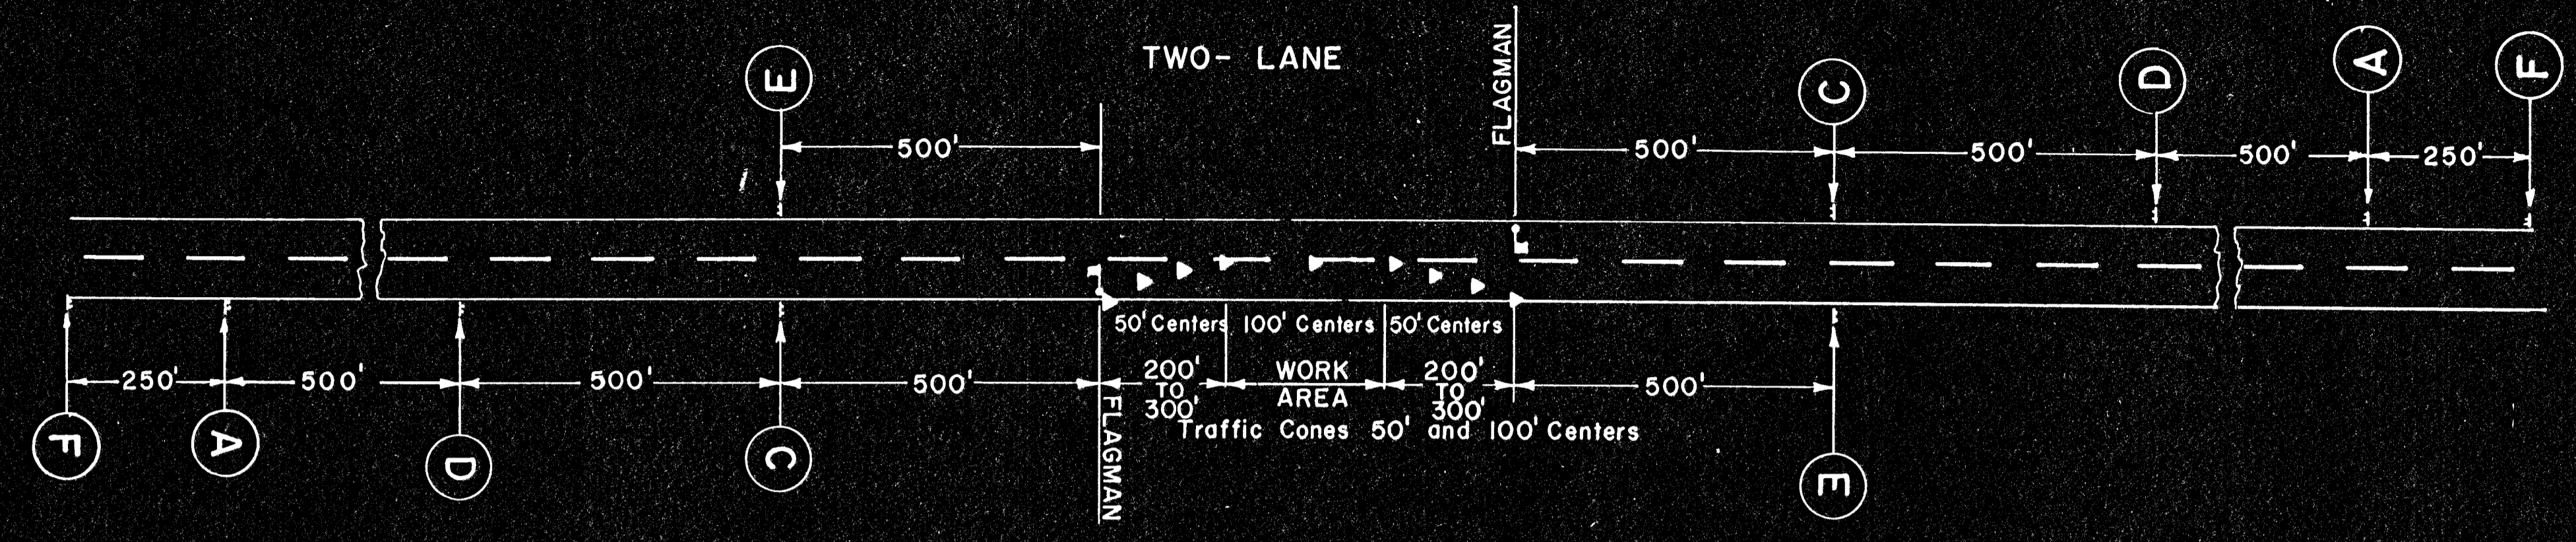 TWO- LANE
E
FLAGMAN
C
D
A
F
500'
500'
500'
500'
250'
50' Centers
100' Centers
50' Centers
250'
500'
500'
500'
200' TO 300'
WORK AREA
200' TO 300'
500'
Traffic Cones 50' and 100' Centers
FLAGMAN
F
A
D
C
E